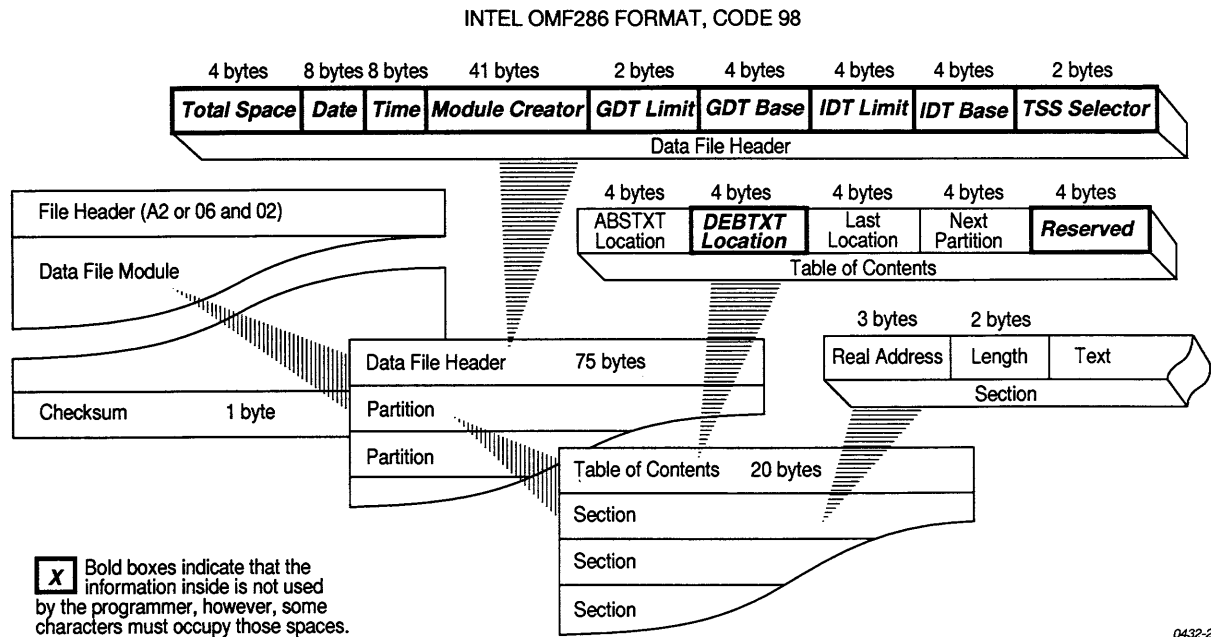 INTEL OMF286 FORMAT, CODE 98
4 bytes 8 bytes 8 bytes 41 bytes 2 bytes 4 bytes 4 bytes 4 bytes 2 bytes
Total Space Date Time Module Creator GDT Limit GDT Base IDT Limit IDT Base TSS Selector
Data File Header
4 bytes 4 bytes 4 bytes 4 bytes 4 bytes
ABSTXT Location
DEBTXT Location
Last Location
Next Partition
Reserved
Table of Contents
File Header (A2 or 06 and 02)
Data File Module
Checksum 1 byte
3 bytes 2 bytes
Real Address Length Text
Section
Data File Header 75 bytes
Partition
Partition
Table of Contents 20 bytes
Section
Section
Section
X Bold boxes indicate that the
information inside is not used
by the programmer, however, some
characters must occupy those spaces.
0432-2